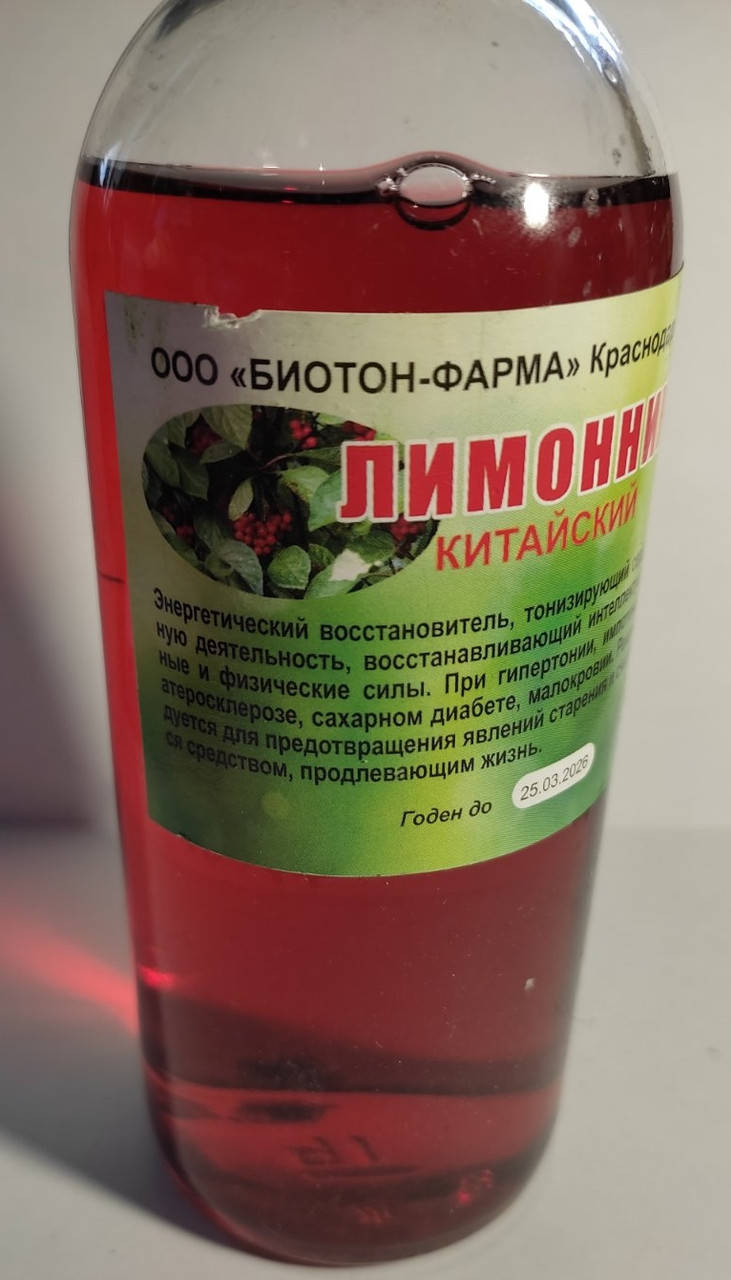 ООО «БИОТОН-ФАРМА»
ЛИМОННИ
КИТАЙСКИЙ
Энергетический восстановитель, тонизирующий
ную деятельность, восстанавливающий
ные и физические силы. При гипертонии,
атеросклерозе, сахарном диабете, малокровии.
дуется для предотвращения явлений старения и
ся средством, продлевающим жизнь.
Годен до 25.03.2026